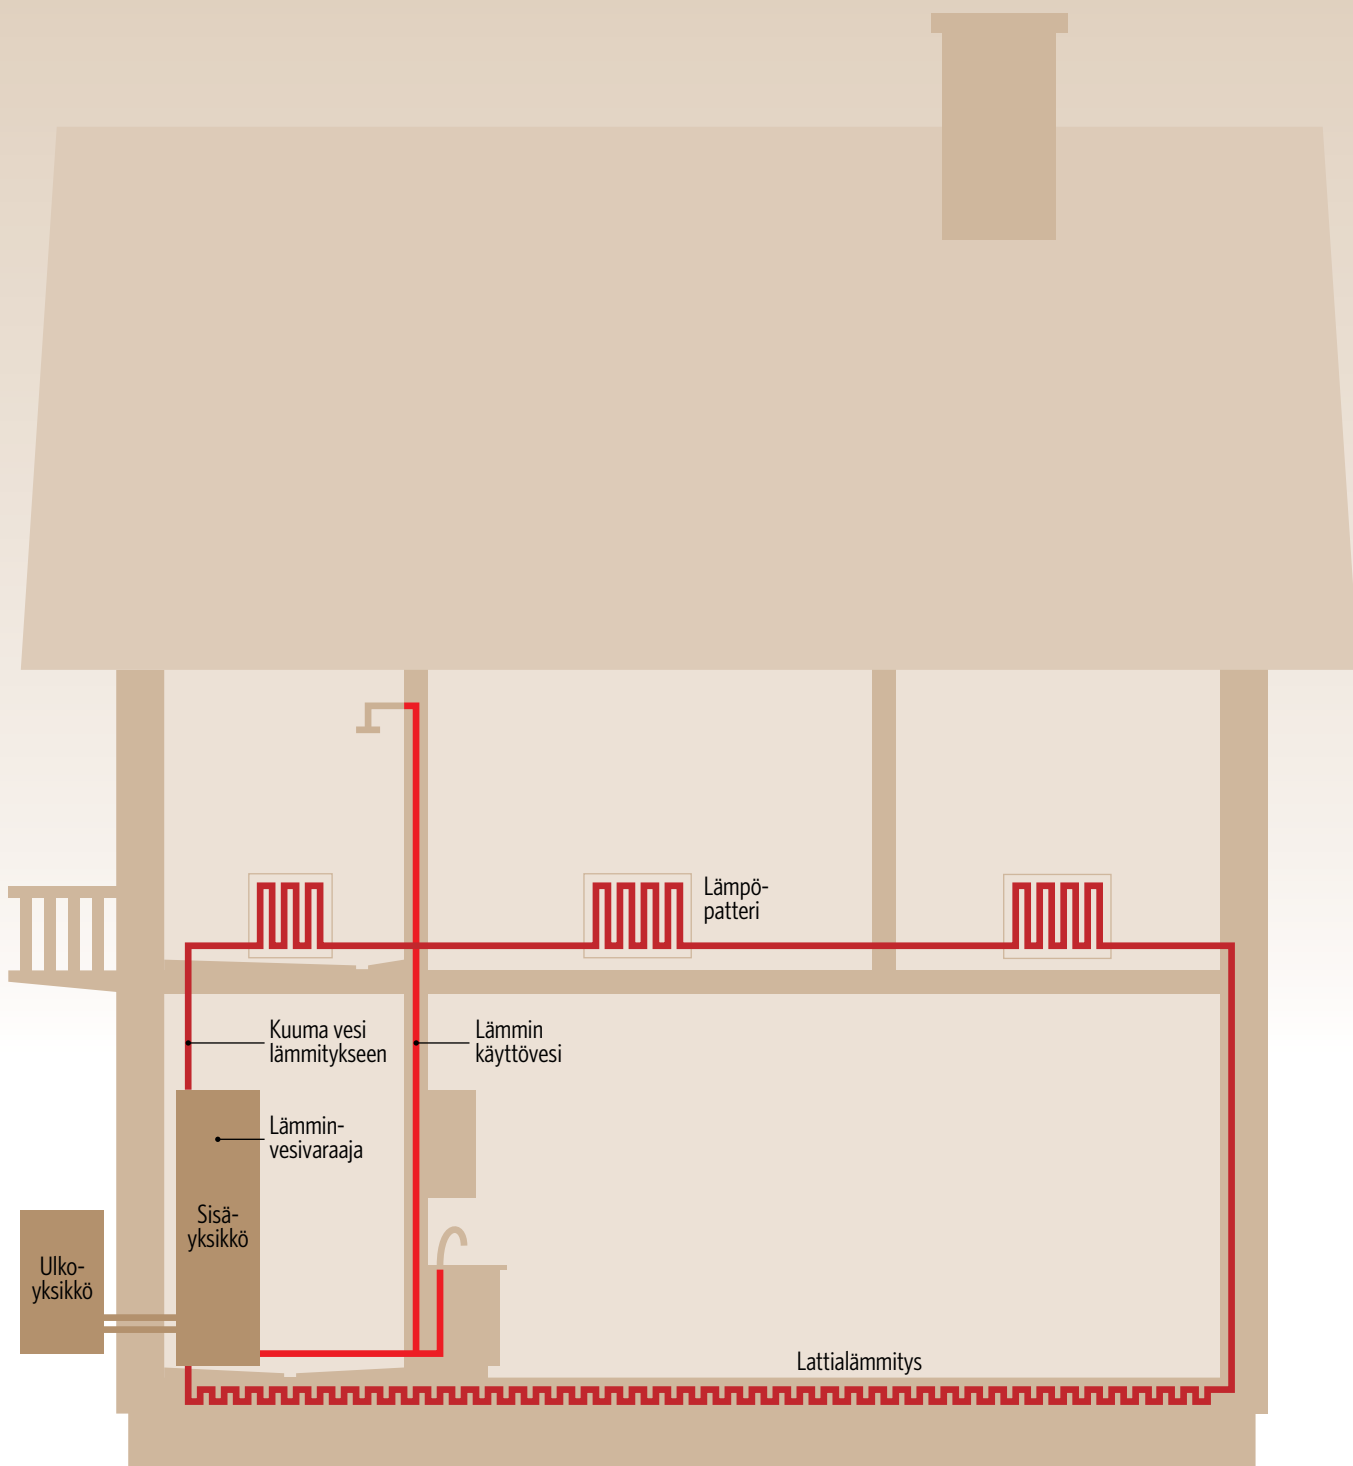 Lämpö-
patteri
Kuuma vesi
lämmitykseen
Lämmin
käyttövesi
Lämmin-
vesivaraaja
Sisä-
yksikkö
Ulko-
yksikkö
Lattialämmitys